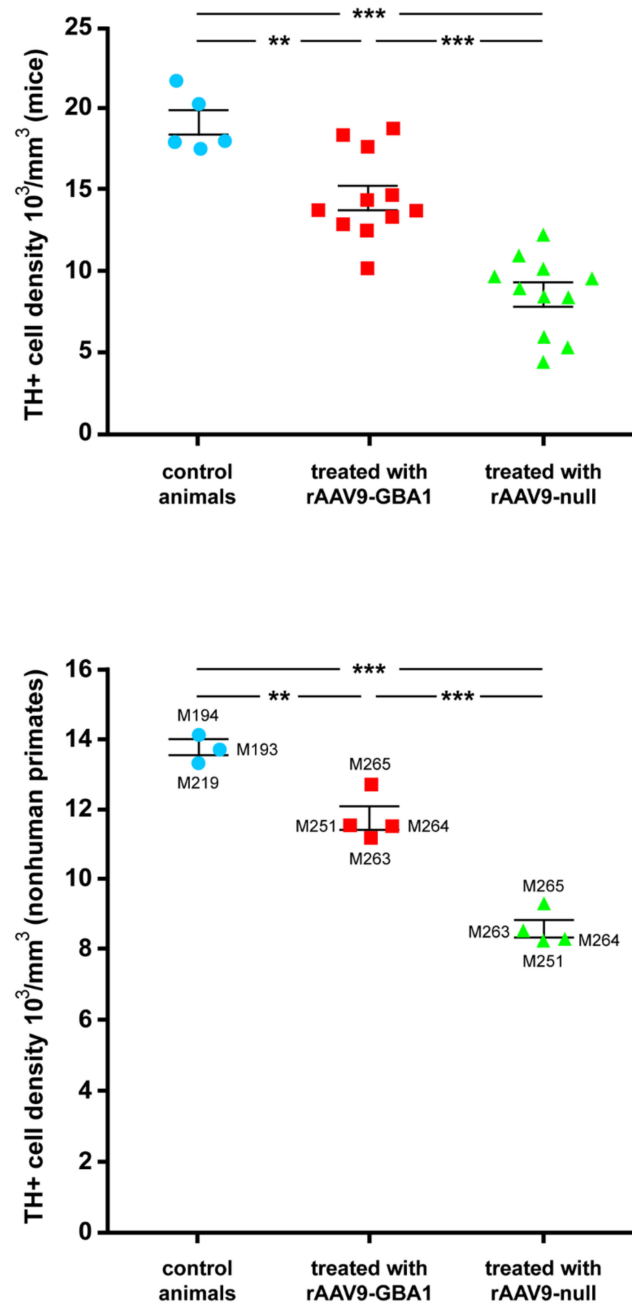 ***
** ***
25
20
15
10
5
0
TH+ cell density 10³/mm³ (mice)
control animals
treated with rAAV9-GBA1
treated with rAAV9-null
***
** ***
16
14
12
10
8
6
4
2
0
TH+ cell density 10³/mm³ (nonhuman primates)
M194
M193
M219
M265
M251 M264
M263
M265
M263
M264
M251
control animals
treated with rAAV9-GBA1
treated with rAAV9-null